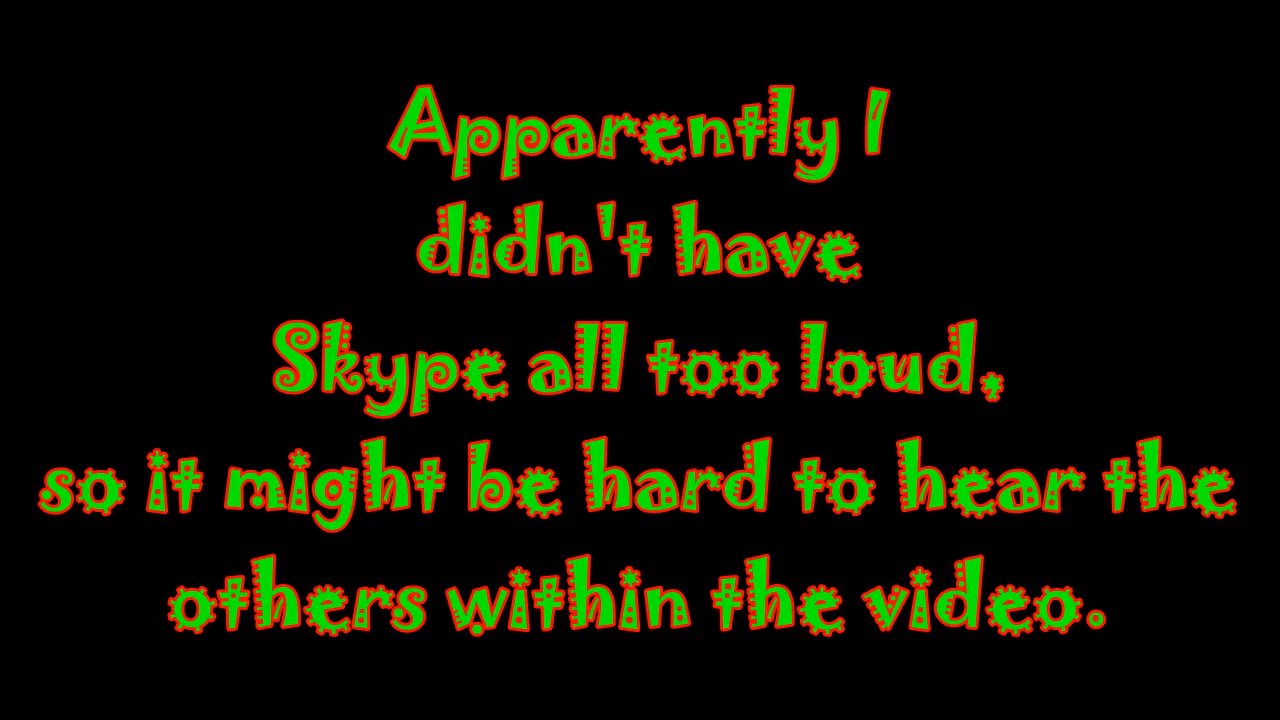 Apparently I
didn't have
Skype all too loud,
so it might be hard to hear the
others within the video.